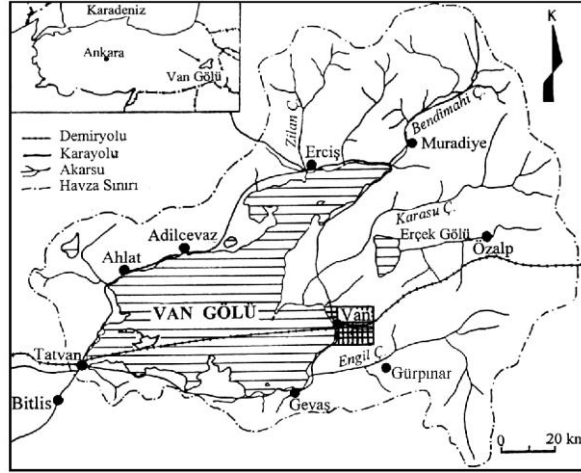 Karadeniz
Ankara
Van Gölü
K
Demiryolu
Karayolu
Akarsu
Havza Sınırı
Zilan Ç.
Bendimahi Ç.
Erciş
Muradiye
Karasu Ç.
Erçek Gölü
Özalp
Adilcevaz
Ahlat
VAN GÖLÜ
Van
Tatvan
Engil Ç.
Gürpınar
Bitlis
Gevaş
0 20 km